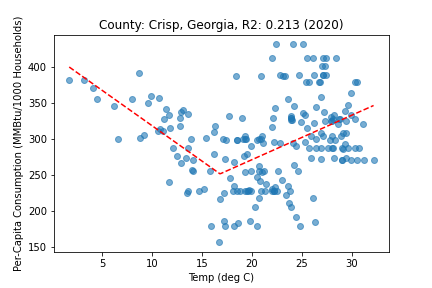 County: Crisp, Georgia, R2: 0.213 (2020)
Per-Capita Consumption (MMBtu/1000 Households)
400
350
300
250
200
150
5 10 15 20 25 30
Temp (deg C)